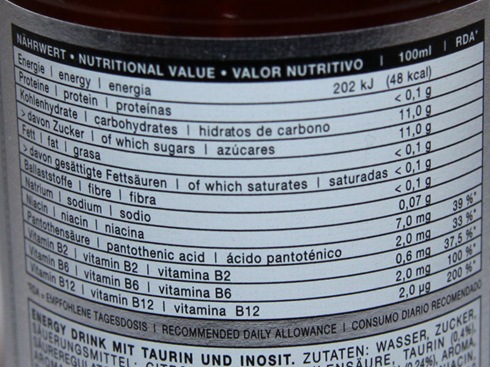 NÄHRWERT • NUTRITIONAL VALUE • VALOR NUTRITIVO | 100ml | RDA*
Energie | energy | energia 202 kJ (48 kcal)
Proteine | protein | proteínas < 0,1 g
Kohlenhydrate | carbohydrates | hidratos de carbono 11,0 g
> davon Zucker | of which sugars | azúcares 11,0 g
Fett | fat | grasa < 0,1 g
> davon gesättigte Fettsäuren | of which saturates | saturadas < 0,1 g
Ballaststoffe | fibre | fibra < 0,1 g
Natrium | sodium | sodio 0,07 g
Niacin | niacin | niacina 7,0 mg 39 %*
Pantothensäure | pantothenic acid | ácido pantoténico 2,0 mg 33 %*
Vitamin B2 | vitamin B2 | vitamina B2 0,6 mg 37,5 %*
Vitamin B6 | vitamin B6 | vitamina B6 2,0 mg 100 %*
Vitamin B12 | vitamin B12 | vitamina B12 2,0 µg 200 %*
RDA = EMPFOHLENE TAGESDOSIS | RECOMMENDED DAILY ALLOWANCE | CONSUMO DIARIO RECOMENDADO
ENERGY DRINK MIT TAURIN UND INOSIT. ZUTATEN: WASSER, ZUCKER,
SÄUERUNGSMITTEL: TAURIN (0,4%),
AROMA,
NIACIN,